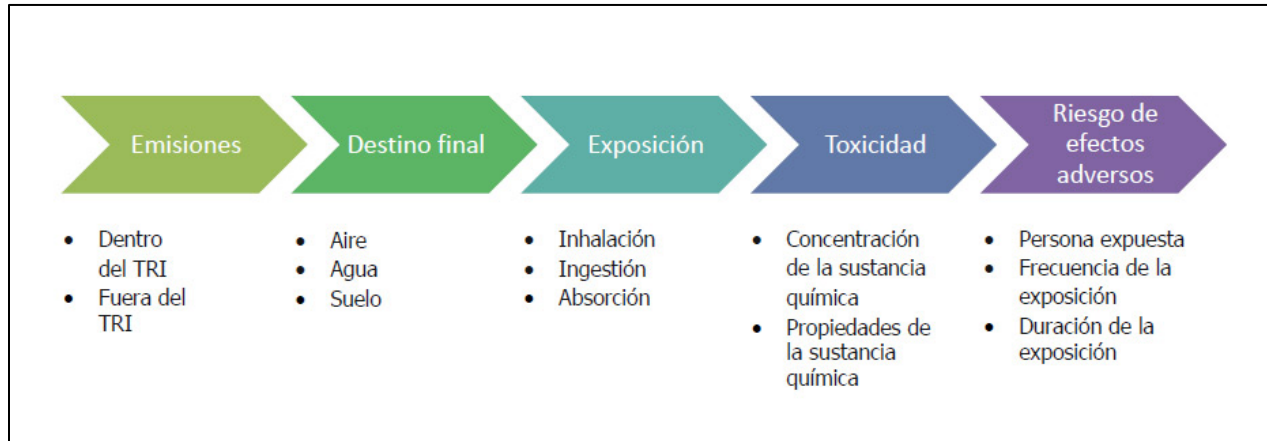 Emisiones
Destino final
Exposición
Toxicidad
Riesgo de
efectos
adversos
• Dentro
del TRI
• Fuera del
TRI
• Aire
• Agua
• Suelo
• Inhalación
• Ingestión
• Absorción
• Concentración
de la sustancia
química
• Propiedades de
la sustancia
química
• Persona expuesta
• Frecuencia de la
exposición
• Duración de la
exposición